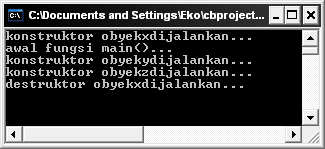 C:\Documents and Settings\Eko\cbproject...
konstruktor obyekxdijalankan...
awal fungsi main()...
konstruktor obyekydijalankan...
konstruktor obyekzdijalankan...
destruktor obyekxdijalankan...